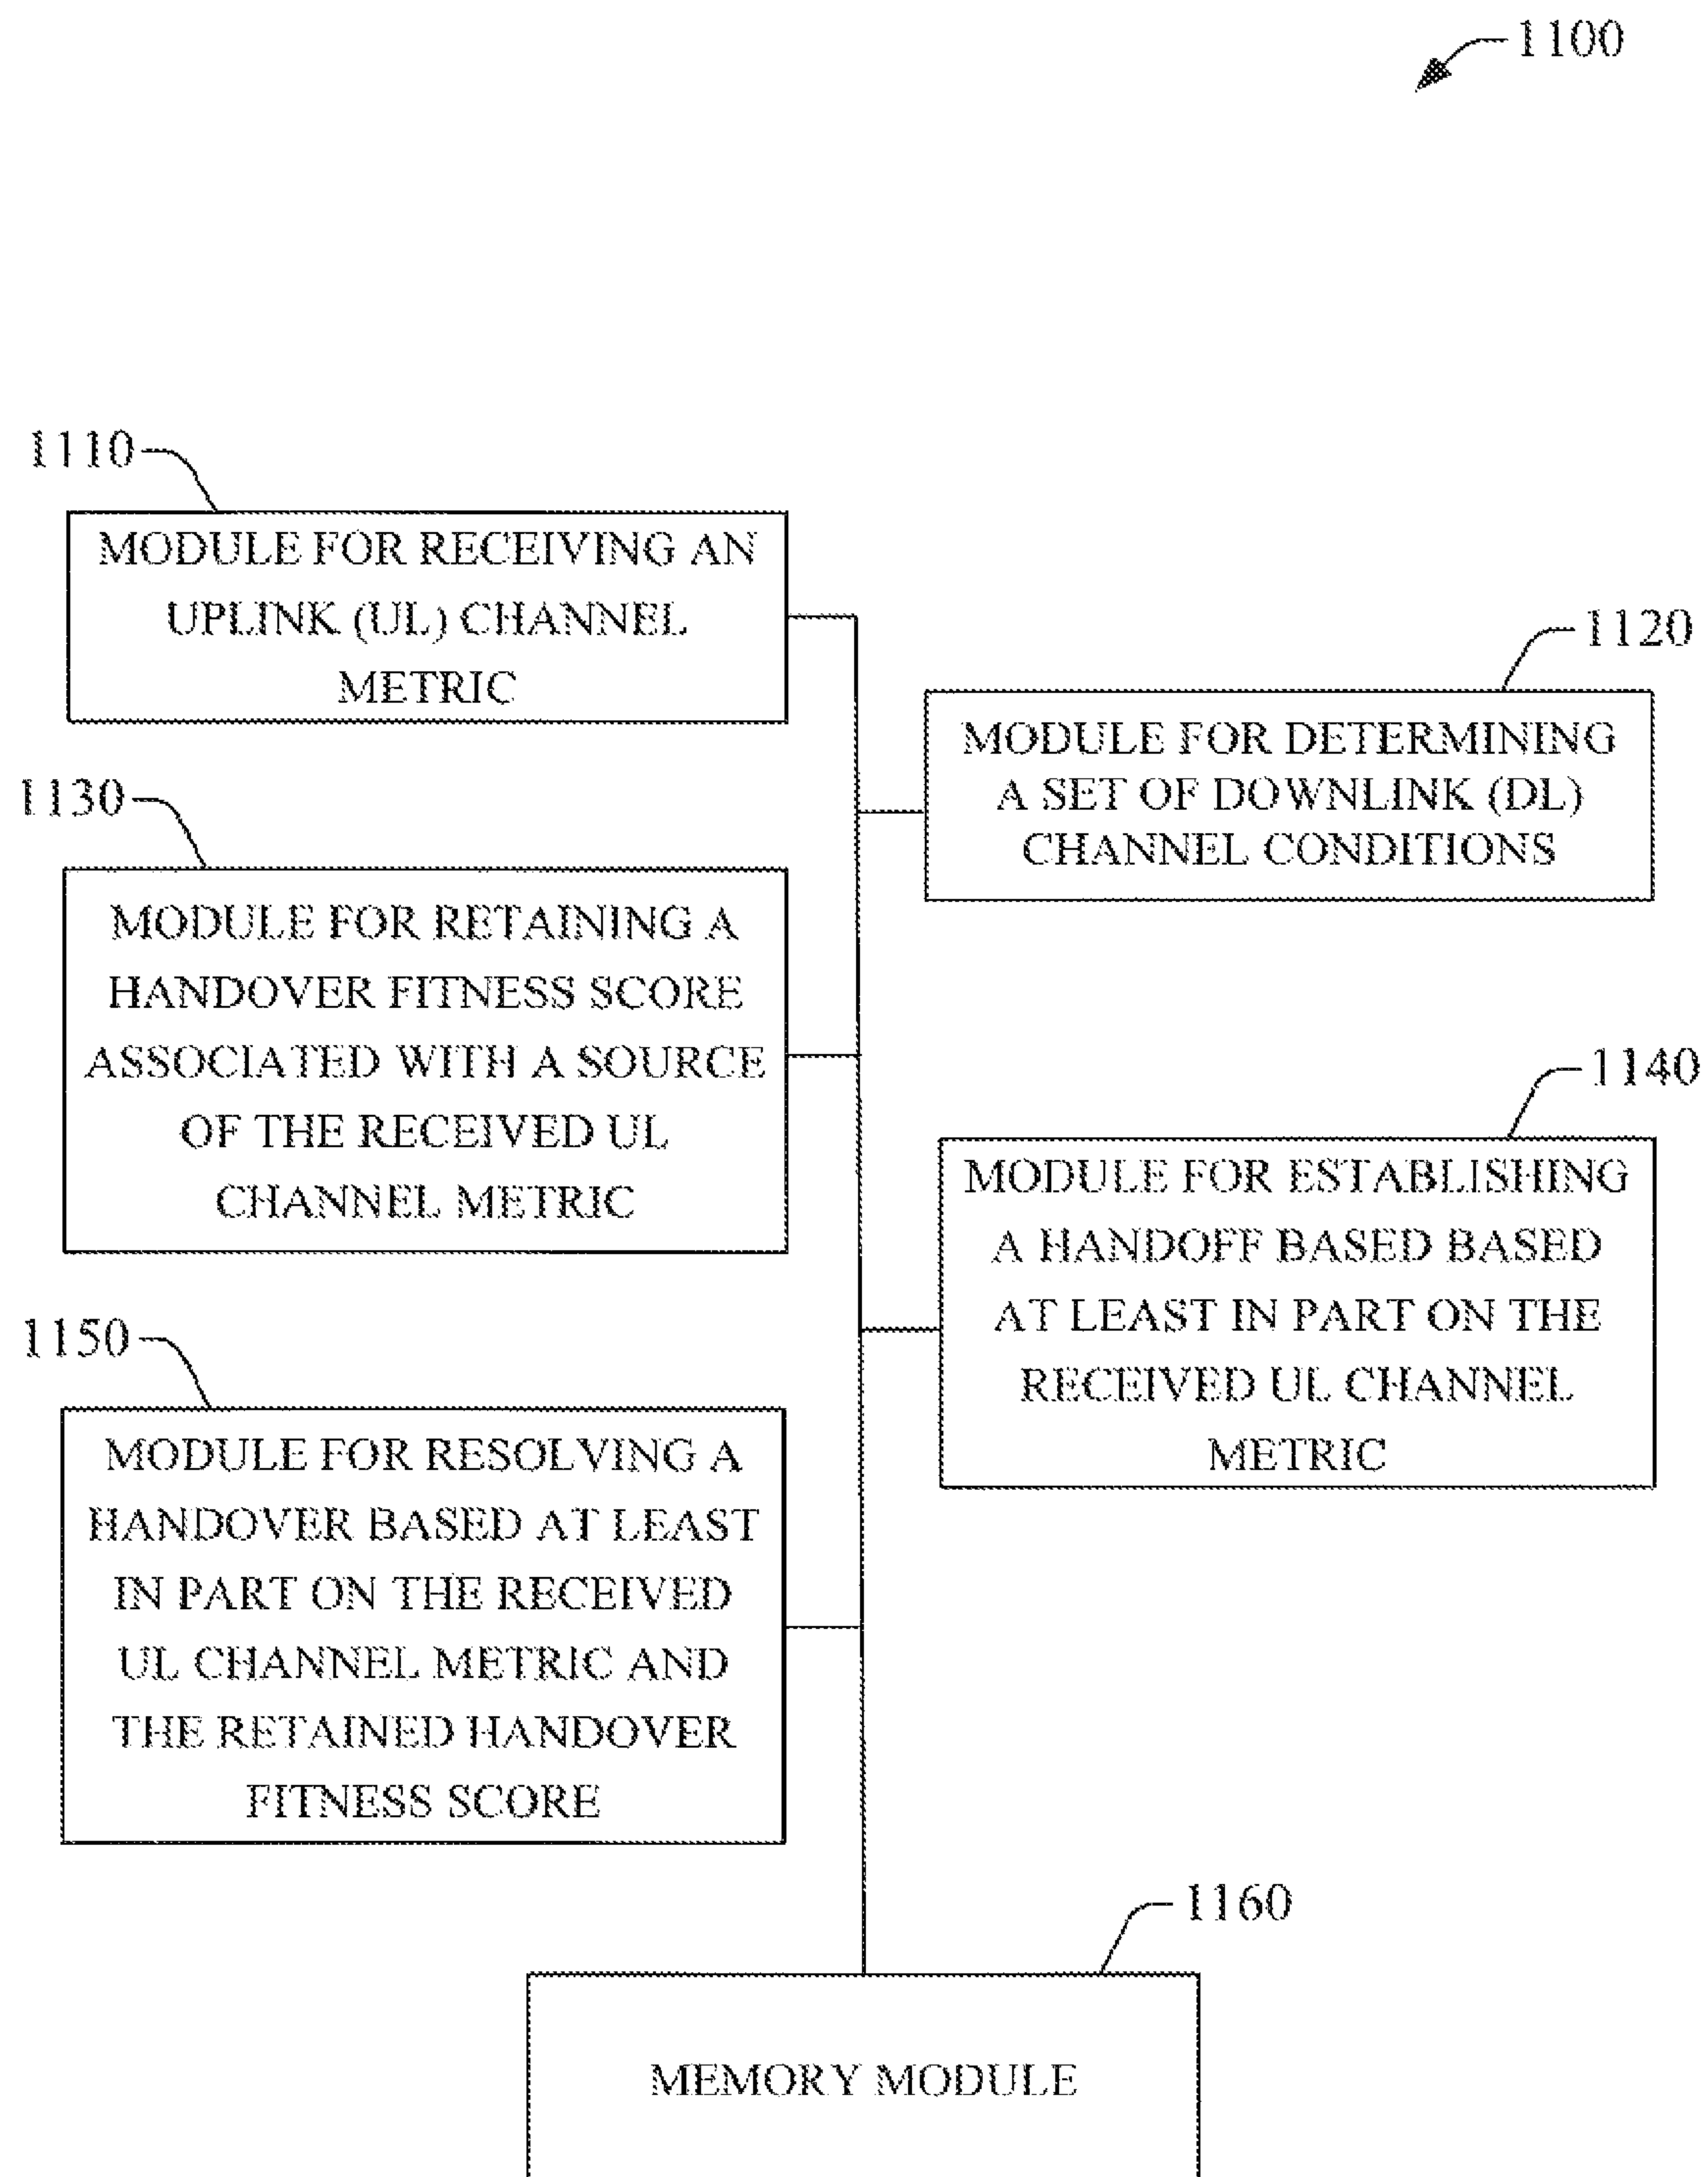 1100
1110
MODULE FOR RECEIVING AN
UPLINK (UL) CHANNEL
METRIC
1120
MODULE FOR DETERMINING
A SET OF DOWNLINK (DL)
CHANNEL CONDITIONS
1130
MODULE FOR RETAINING A
HANDOVER FITNESS SCORE
ASSOCIATED WITH A SOURCE
OF THE RECEIVED UL
CHANNEL METRIC
1140
MODULE FOR ESTABLISHING
A HANDOFF BASED BASED
AT LEAST IN PART ON THE
RECEIVED UL CHANNEL
METRIC
1150
MODULE FOR RESOLVING A
HANDOVER BASED AT LEAST
IN PART ON THE RECEIVED
UL CHANNEL METRIC AND
THE RETAINED HANDOVER
FITNESS SCORE
1160
MEMORY MODULE